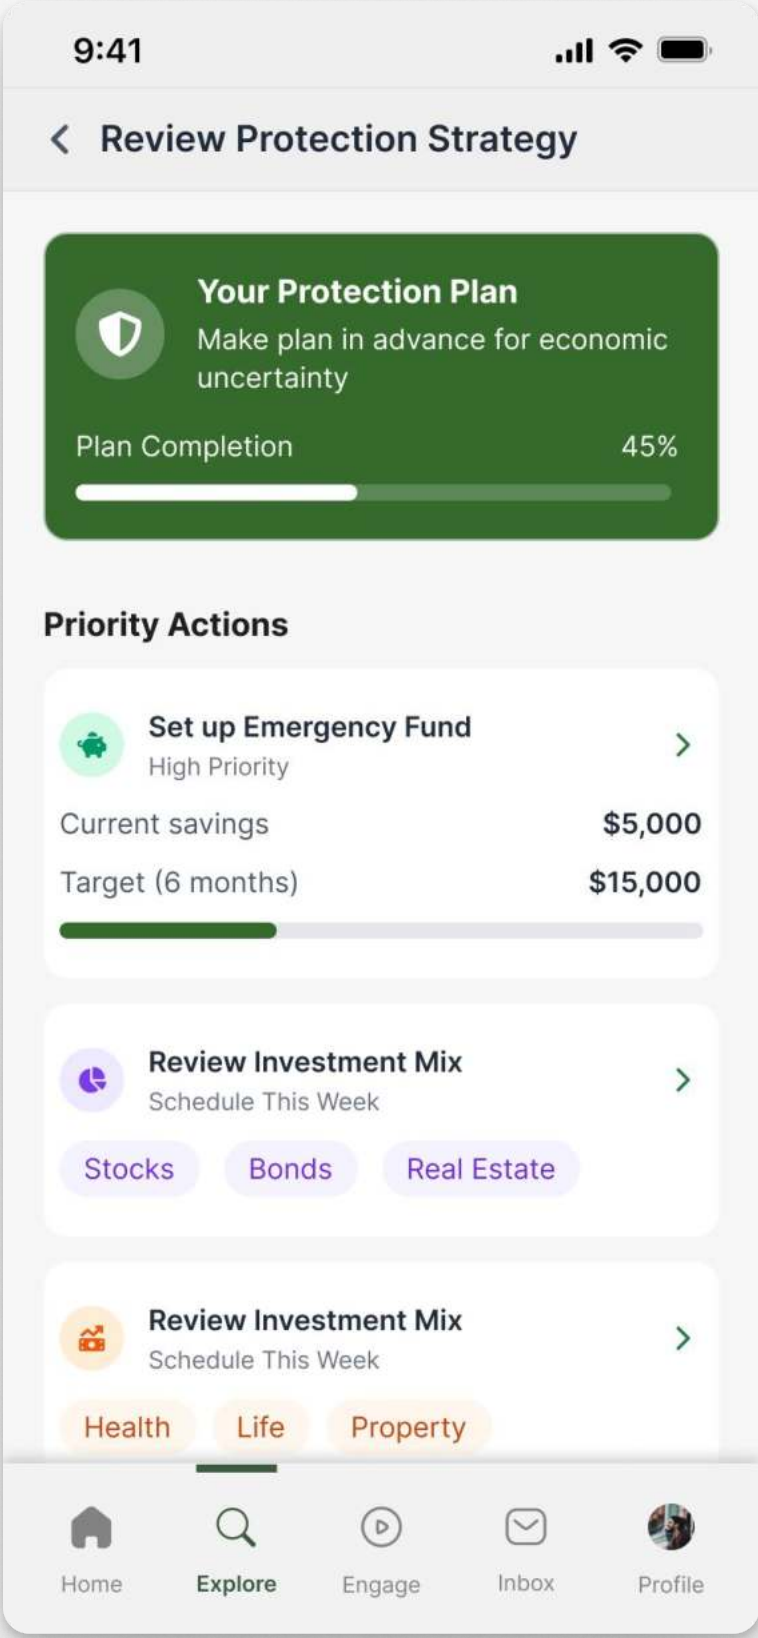 9:41
Review Protection Strategy
Your Protection Plan
Make plan in advance for economic
uncertainty
Plan Completion 45%
Priority Actions
Set up Emergency Fund
High Priority
Current savings $5,000
Target (6 months) $15,000
Review Investment Mix
Schedule This Week
Stocks Bonds Real Estate
Review Investment Mix
Schedule This Week
Health Life Property
Home Explore Engage Inbox Profile